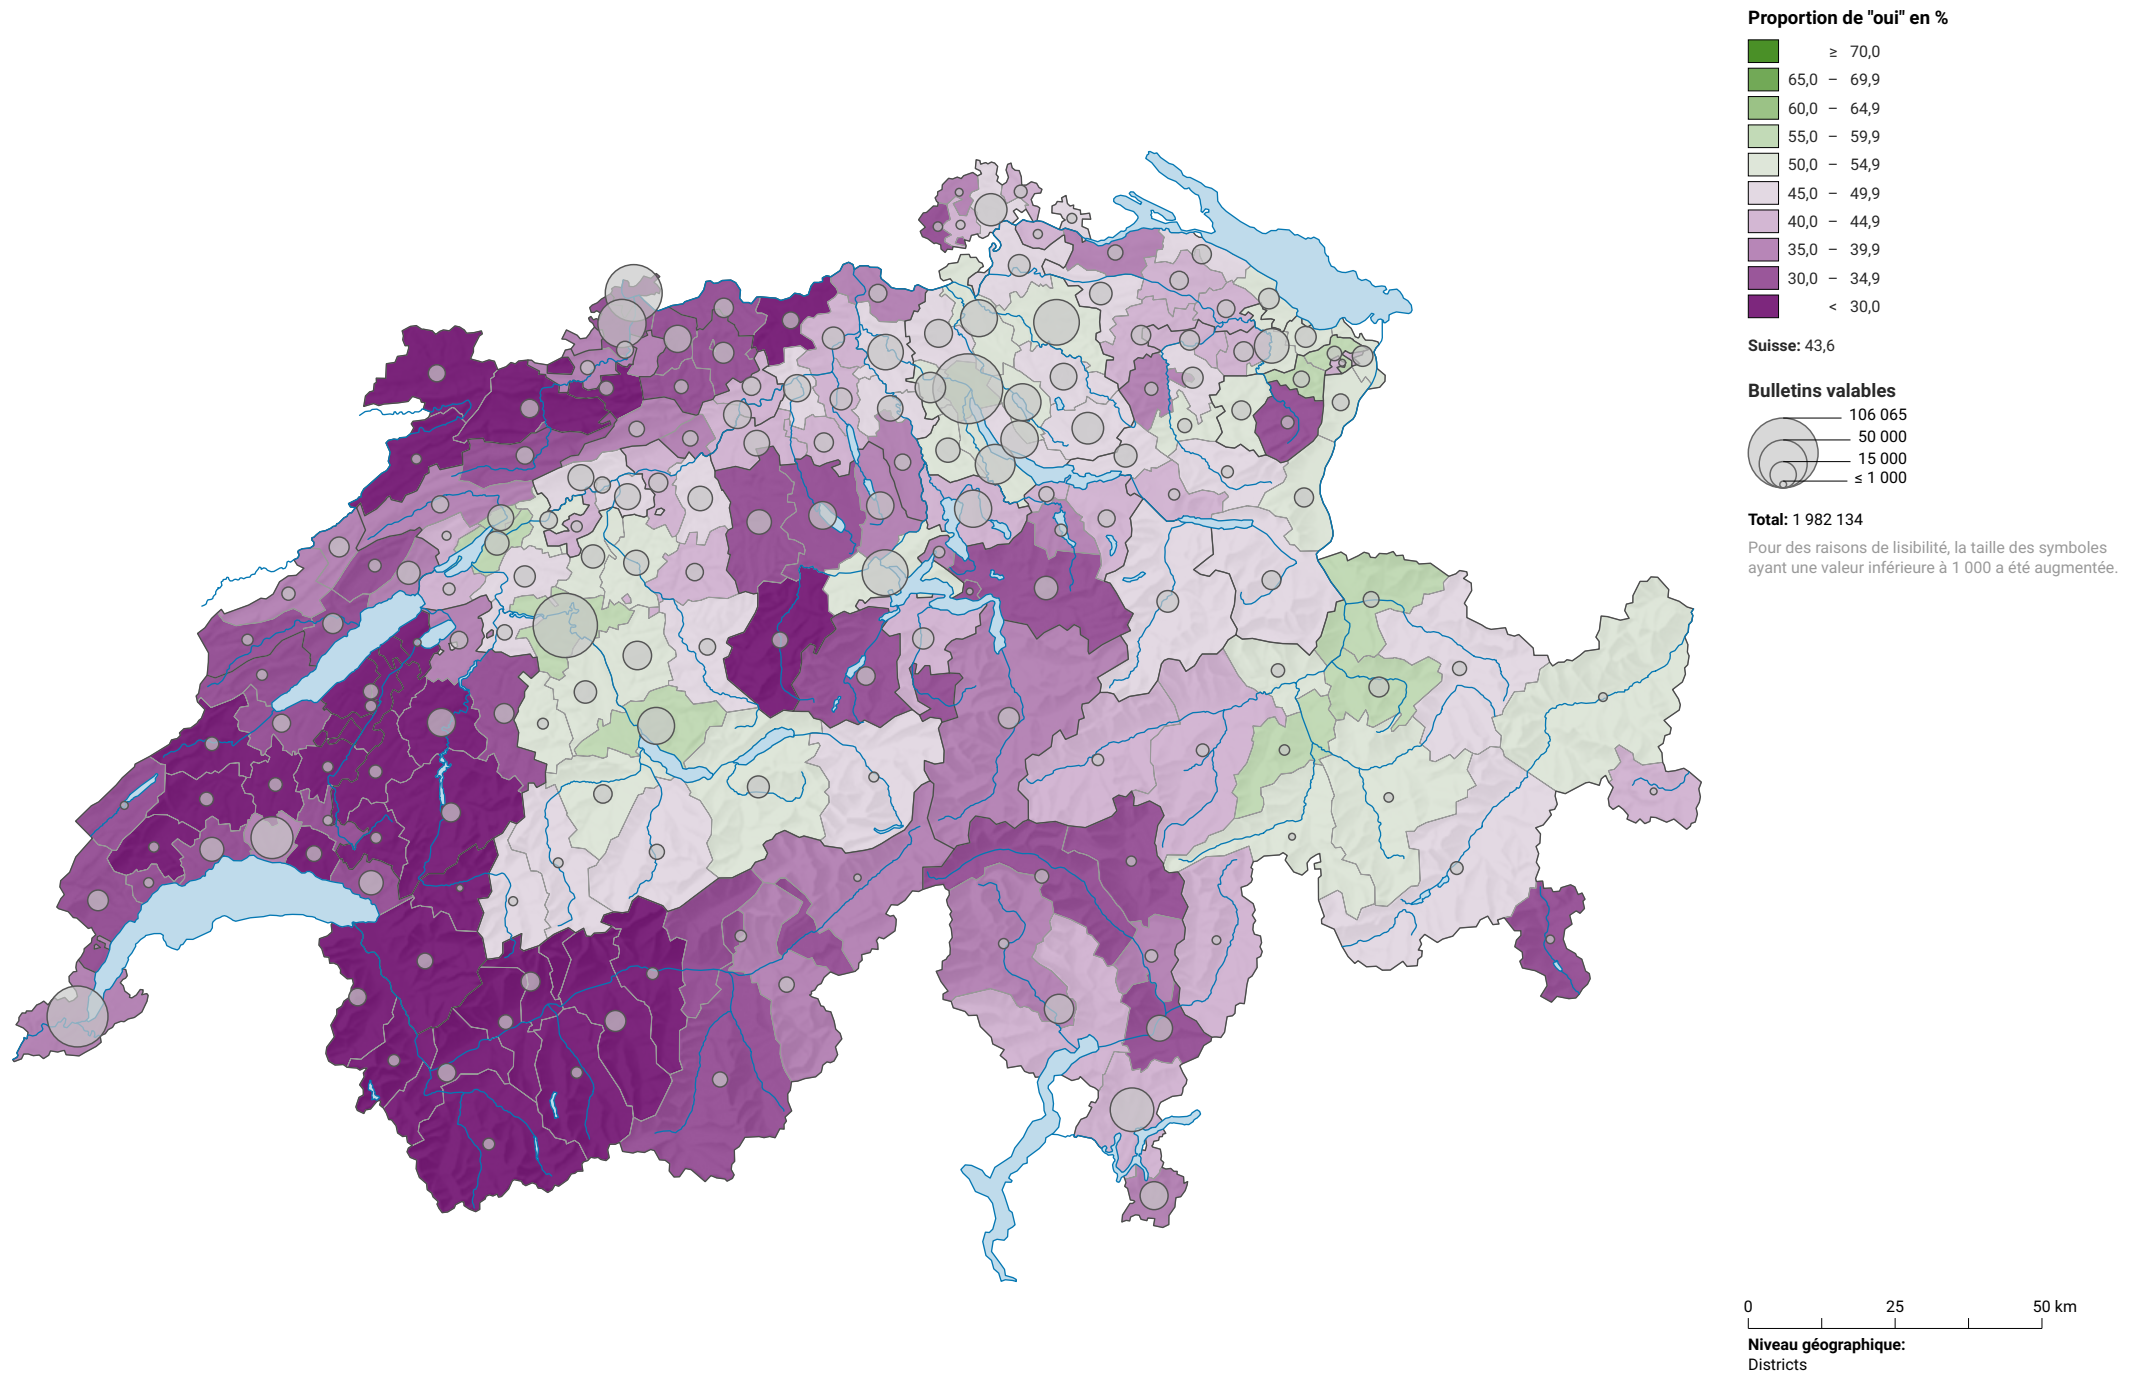 Proportion de "oui" en %
≥ 70,0
65,0 – 69,9
60,0 – 64,9
55,0 – 59,9
50,0 – 54,9
45,0 – 49,9
40,0 – 44,9
35,0 – 39,9
30,0 – 34,9
< 30,0
Suisse: 43,6
Bulletins valables
106 065
50 000
15 000
≤ 1 000
Total: 1 982 134
Pour des raisons de lisibilité, la taille des symboles
ayant une valeur inférieure à 1 000 a été augmentée.
0 25 50 km
Niveau géographique:
Districts